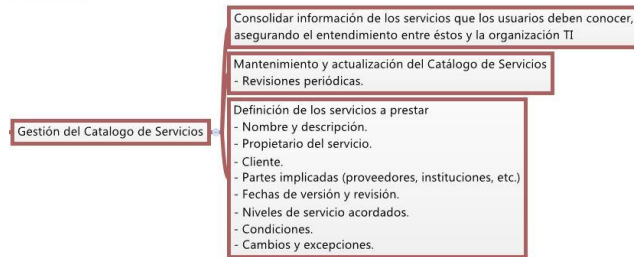 Consolidar información de los servicios que los usuarios deben conocer,
asegurando el entendimiento entre éstos y la organización TI
Mantenimiento y actualización del Catálogo de Servicios
- Revisiones periódicas.
Gestión del Catalogo de Servicios
Definición de los servicios a prestar
- Nombre y descripción.
- Propietario del servicio.
- Cliente.
- Partes implicadas (proveedores, instituciones, etc.)
- Fechas de versión y revisión.
- Niveles de servicio acordados.
- Condiciones.
- Cambios y excepciones.